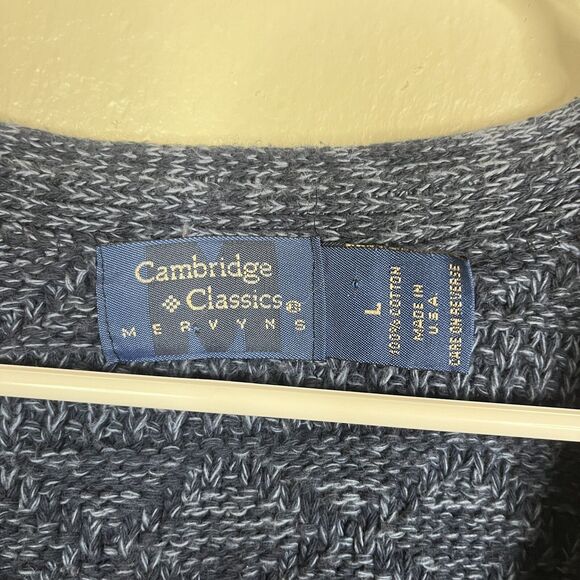 Cambridge
Classics®
MERVYNS
L
100% COTTON
MADE IN
U.S.A.
CARE ON REVERSE